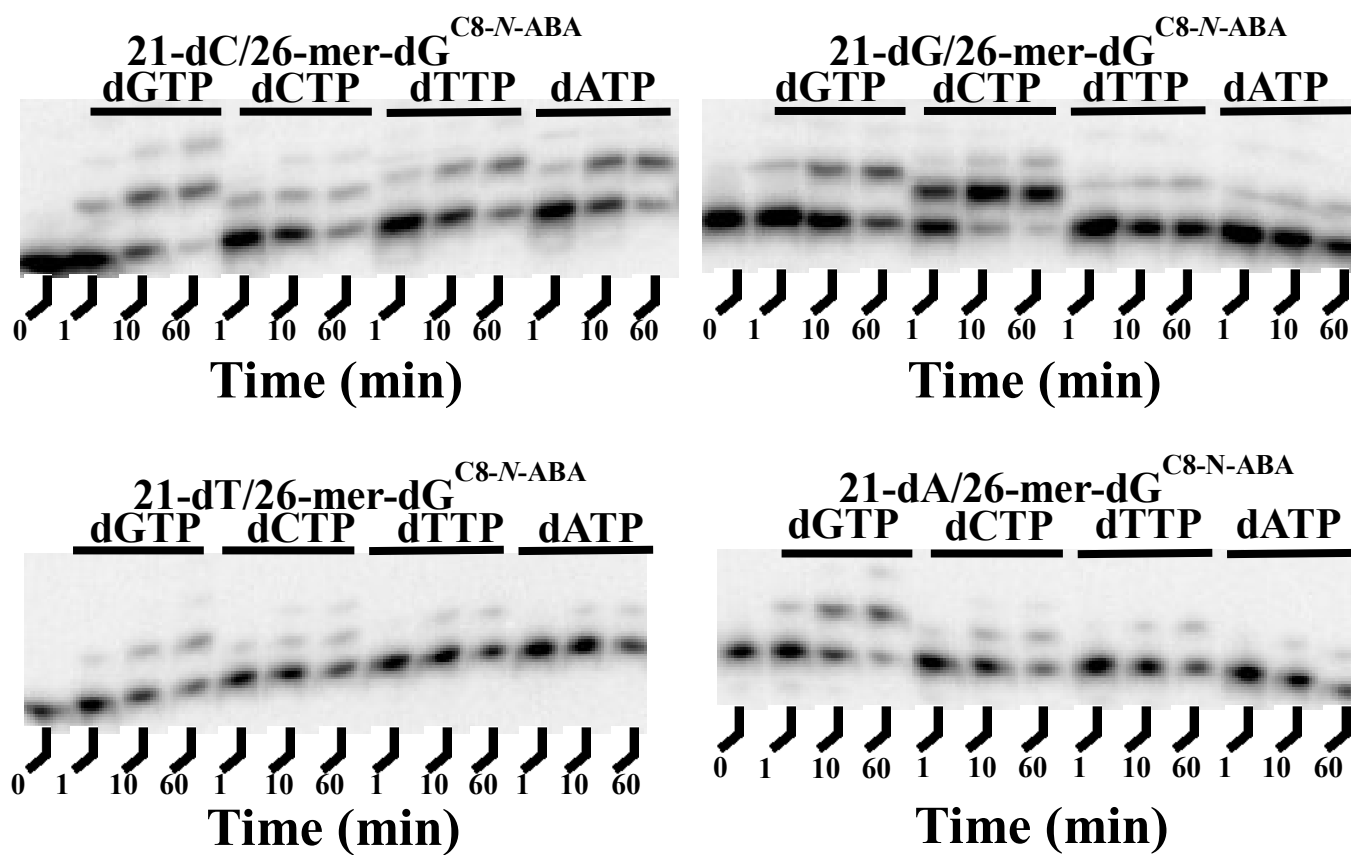 21-dC/26-mer-dG^C8-N-ABA
dGTP dCTP dTTP dATP
0 1 10 60 1 10 60 1 10 60 1 10 60
Time (min)
21-dG/26-mer-dG^C8-N-ABA
dGTP dCTP dTTP dATP
0 1 10 60 1 10 60 1 10 60 1 10 60
Time (min)
21-dT/26-mer-dG^C8-N-ABA
dGTP dCTP dTTP dATP
0 1 10 60 1 10 60 1 10 60 1 10 60
Time (min)
21-dA/26-mer-dG^C8-N-ABA
dGTP dCTP dTTP dATP
0 1 10 60 1 10 60 1 10 60 1 10 60
Time (min)